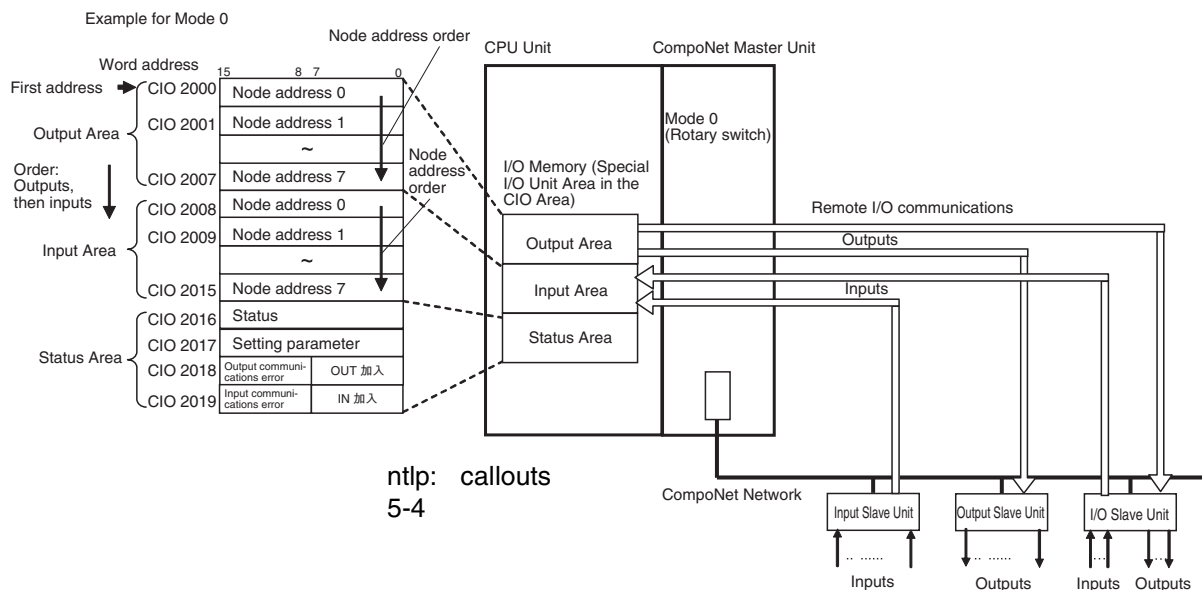 Example for Mode 0
Word address
Node address order
15 8 7 0
First address
CIO 2000 Node address 0
Output Area
CIO 2001 Node address 1
~
CIO 2007 Node address 7
Order:
Outputs,
then inputs
Node
address
order
CIO 2008 Node address 0
Input Area
CIO 2009 Node address 1
~
CIO 2015 Node address 7
Status Area
CIO 2016 Status
CIO 2017 Setting parameter
CIO 2018
Output communi-
cations error
OUT 加入
CIO 2019
Input communi-
cations error
IN 加入
CPU Unit
CompoNet Master Unit
Mode 0
(Rotary switch)
I/O Memory (Special
I/O Unit Area in the
CIO Area)
Output Area
Input Area
Status Area
Remote I/O communications
Outputs
Inputs
ntlp: callouts
5-4
CompoNet Network
Input Slave Unit
Output Slave Unit
I/O Slave Unit
.. ......
.. ......
....
....
Inputs
Outputs
Inputs
Outputs